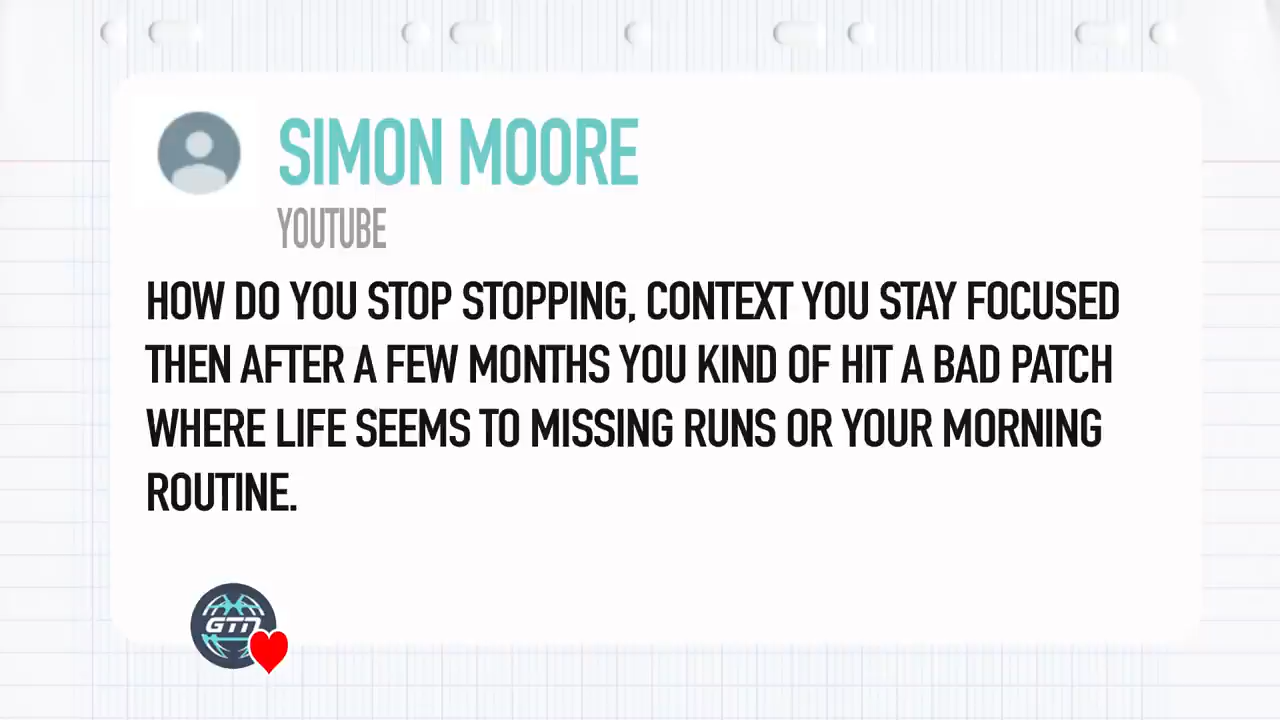 SIMON MOORE
YOUTUBE
HOW DO YOU STOP STOPPING, CONTEXT YOU STAY FOCUSED
THEN AFTER A FEW MONTHS YOU KIND OF HIT A BAD PATCH
WHERE LIFE SEEMS TO MISSING RUNS OR YOUR MORNING
ROUTINE.
GTN